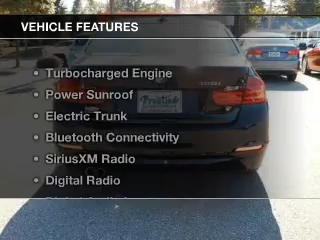 VEHICLE FEATURES
• Turbocharged Engine
• Power Sunroof
• Electric Trunk
• Bluetooth Connectivity
• SiriusXM Radio
• Digital Radio